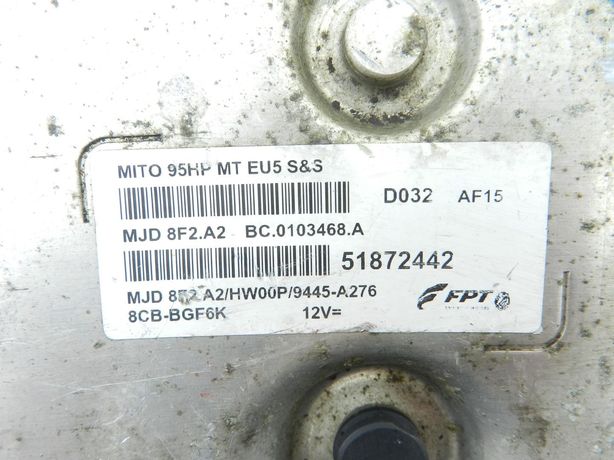 MITO 95HP MT EU5 S&S
D032 AF15
MJD 8F2.A2 BC.0103468.A
51872442
MJD 8F2.A2/HW00P/9445-A276
8CB-BGF6K 12V=
FPT